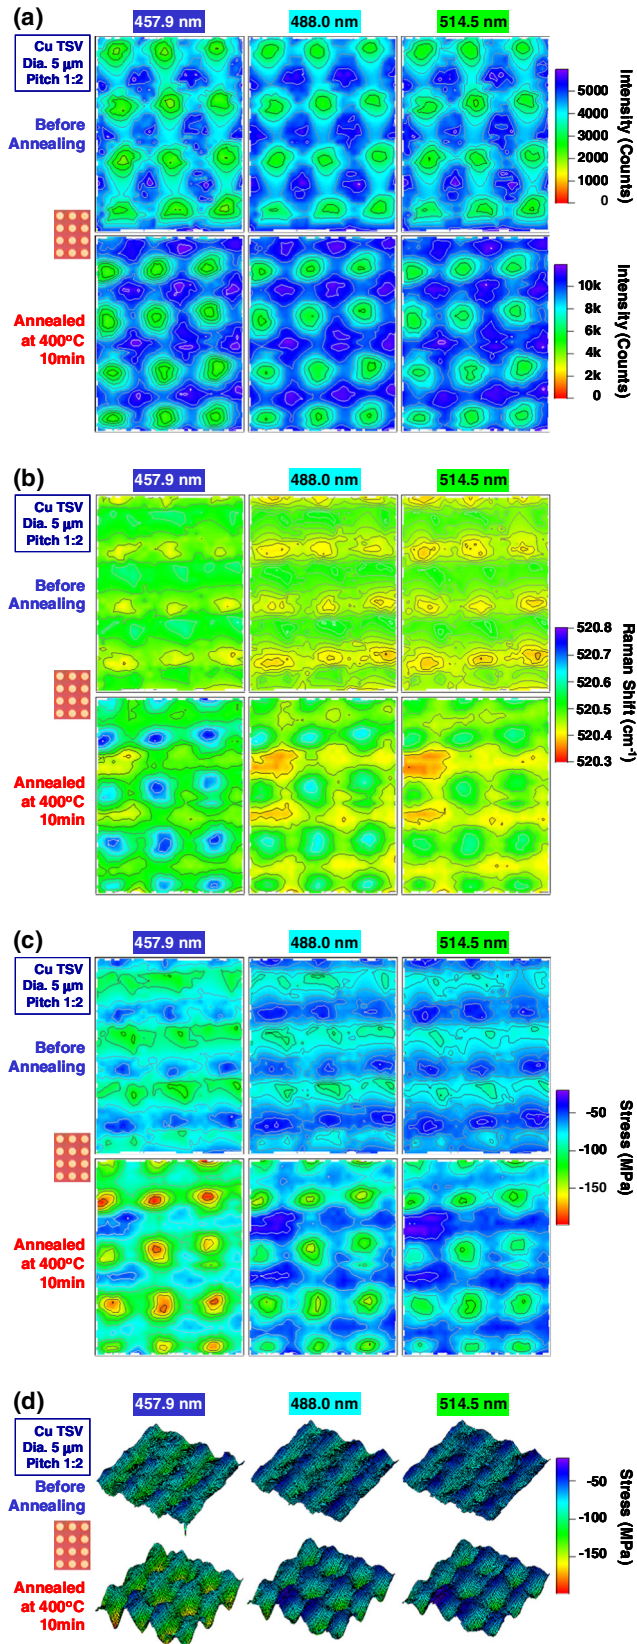 (a)
457.9 nm
488.0 nm
514.5 nm
Cu TSV
Dia. 5 µm
Pitch 1:2
Before
Annealing
5000
4000
3000
2000
1000
0
Intensity (Counts)
Annealed
at 400°C
10min
10k
8k
6k
4k
2k
0
Intensity (Counts)
(b)
457.9 nm
488.0 nm
514.5 nm
Cu TSV
Dia. 5 µm
Pitch 1:2
Before
Annealing
Annealed
at 400°C
10min
520.8
520.7
520.6
520.5
520.4
520.3
Raman Shift (cm⁻¹)
(c)
457.9 nm
488.0 nm
514.5 nm
Cu TSV
Dia. 5 µm
Pitch 1:2
Before
Annealing
Annealed
at 400°C
10min
-50
-100
-150
Stress (MPa)
(d)
457.9 nm
488.0 nm
514.5 nm
Cu TSV
Dia. 5 µm
Pitch 1:2
Before
Annealing
Annealed
at 400°C
10min
-50
-100
-150
Stress (MPa)